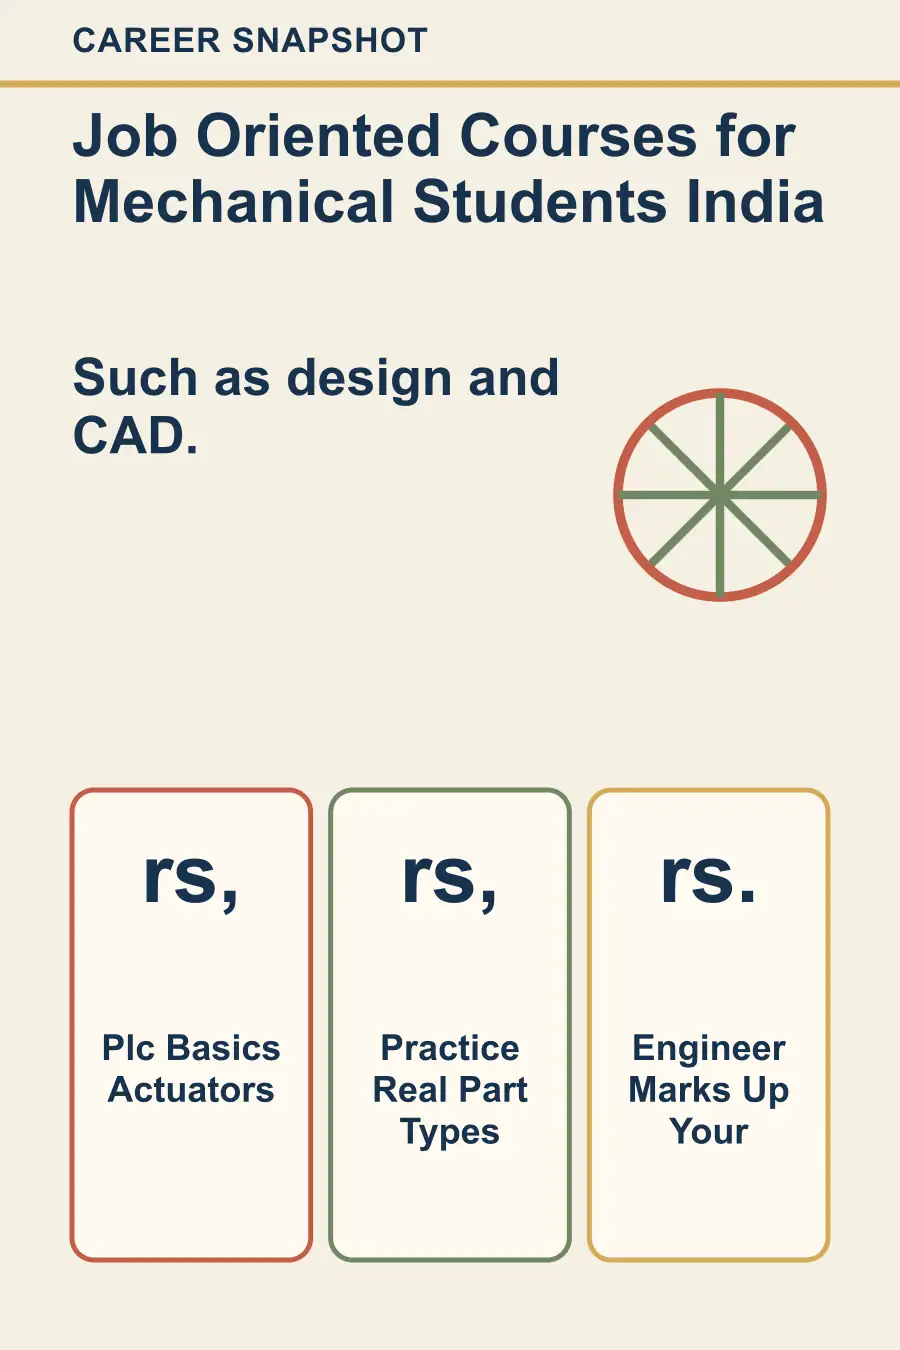 CAREER SNAPSHOT
Job Oriented Courses for
Mechanical Students India
Such as design and
CAD.
rs,
Plc Basics
Actuators
rs,
Practice
Real Part
Types
rs.
Engineer
Marks Up
Your